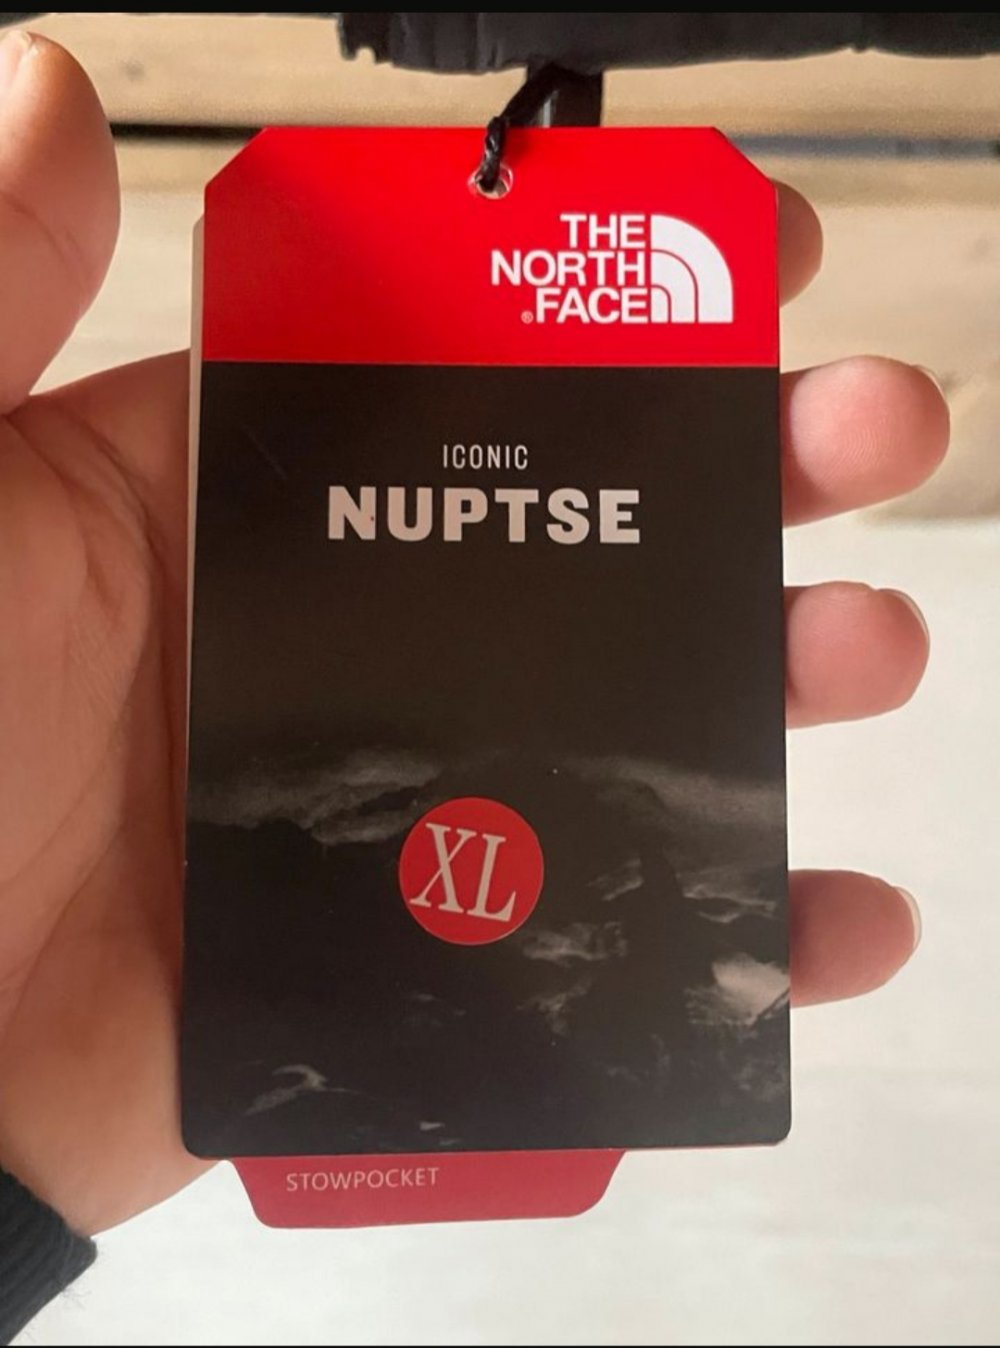 THE
NORTH
®FACE
ICONIC
NUPTSE
XL
STOWPOCKET